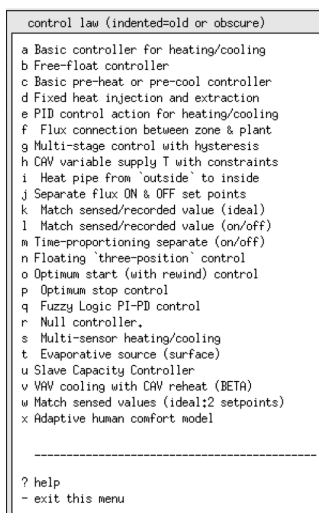 control law (indented=old or obscure)
a Basic controller for heating/cooling
b Free-float controller
c Basic pre-heat or pre-cool controller
d Fixed heat injection and extraction
e PID control action for heating/cooling
f  Flux connection between zone & plant
g Multi-stage control with hysteresis
h CAV variable supply T with constraints
i  Heat pipe from `outside` to inside
j Separate flux ON & OFF set points
k  Match sensed/recorded value (ideal)
l  Match sensed/recorded value (on/off)
m Time-proportioning separate (on/off)
n Floating `three-position` control
o Optimum start (with rewind) control
p  Optimum stop control
q  Fuzzy Logic PI-PD control
r  Null controller.
s  Multi-sensor heating/cooling
t  Evaporative source (surface)
u Slave Capacity Controller
v VAV cooling with CAV reheat (BETA)
w Match sensed values (ideal:2 setpoints)
x Adaptive human comfort model
----------------------------------------
? help
- exit this menu